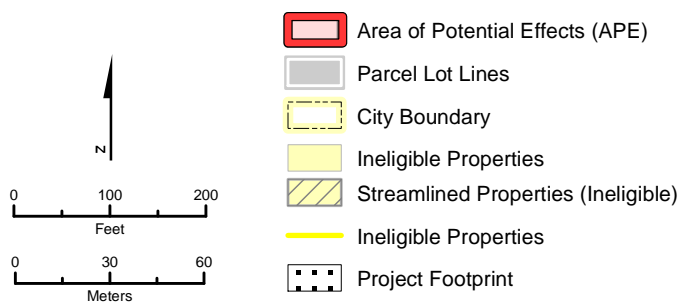 N
0 100 200
Feet
0 30 60
Meters
Area of Potential Effects (APE)
Parcel Lot Lines
City Boundary
Ineligible Properties
Streamlined Properties (Ineligible)
Ineligible Properties
Project Footprint